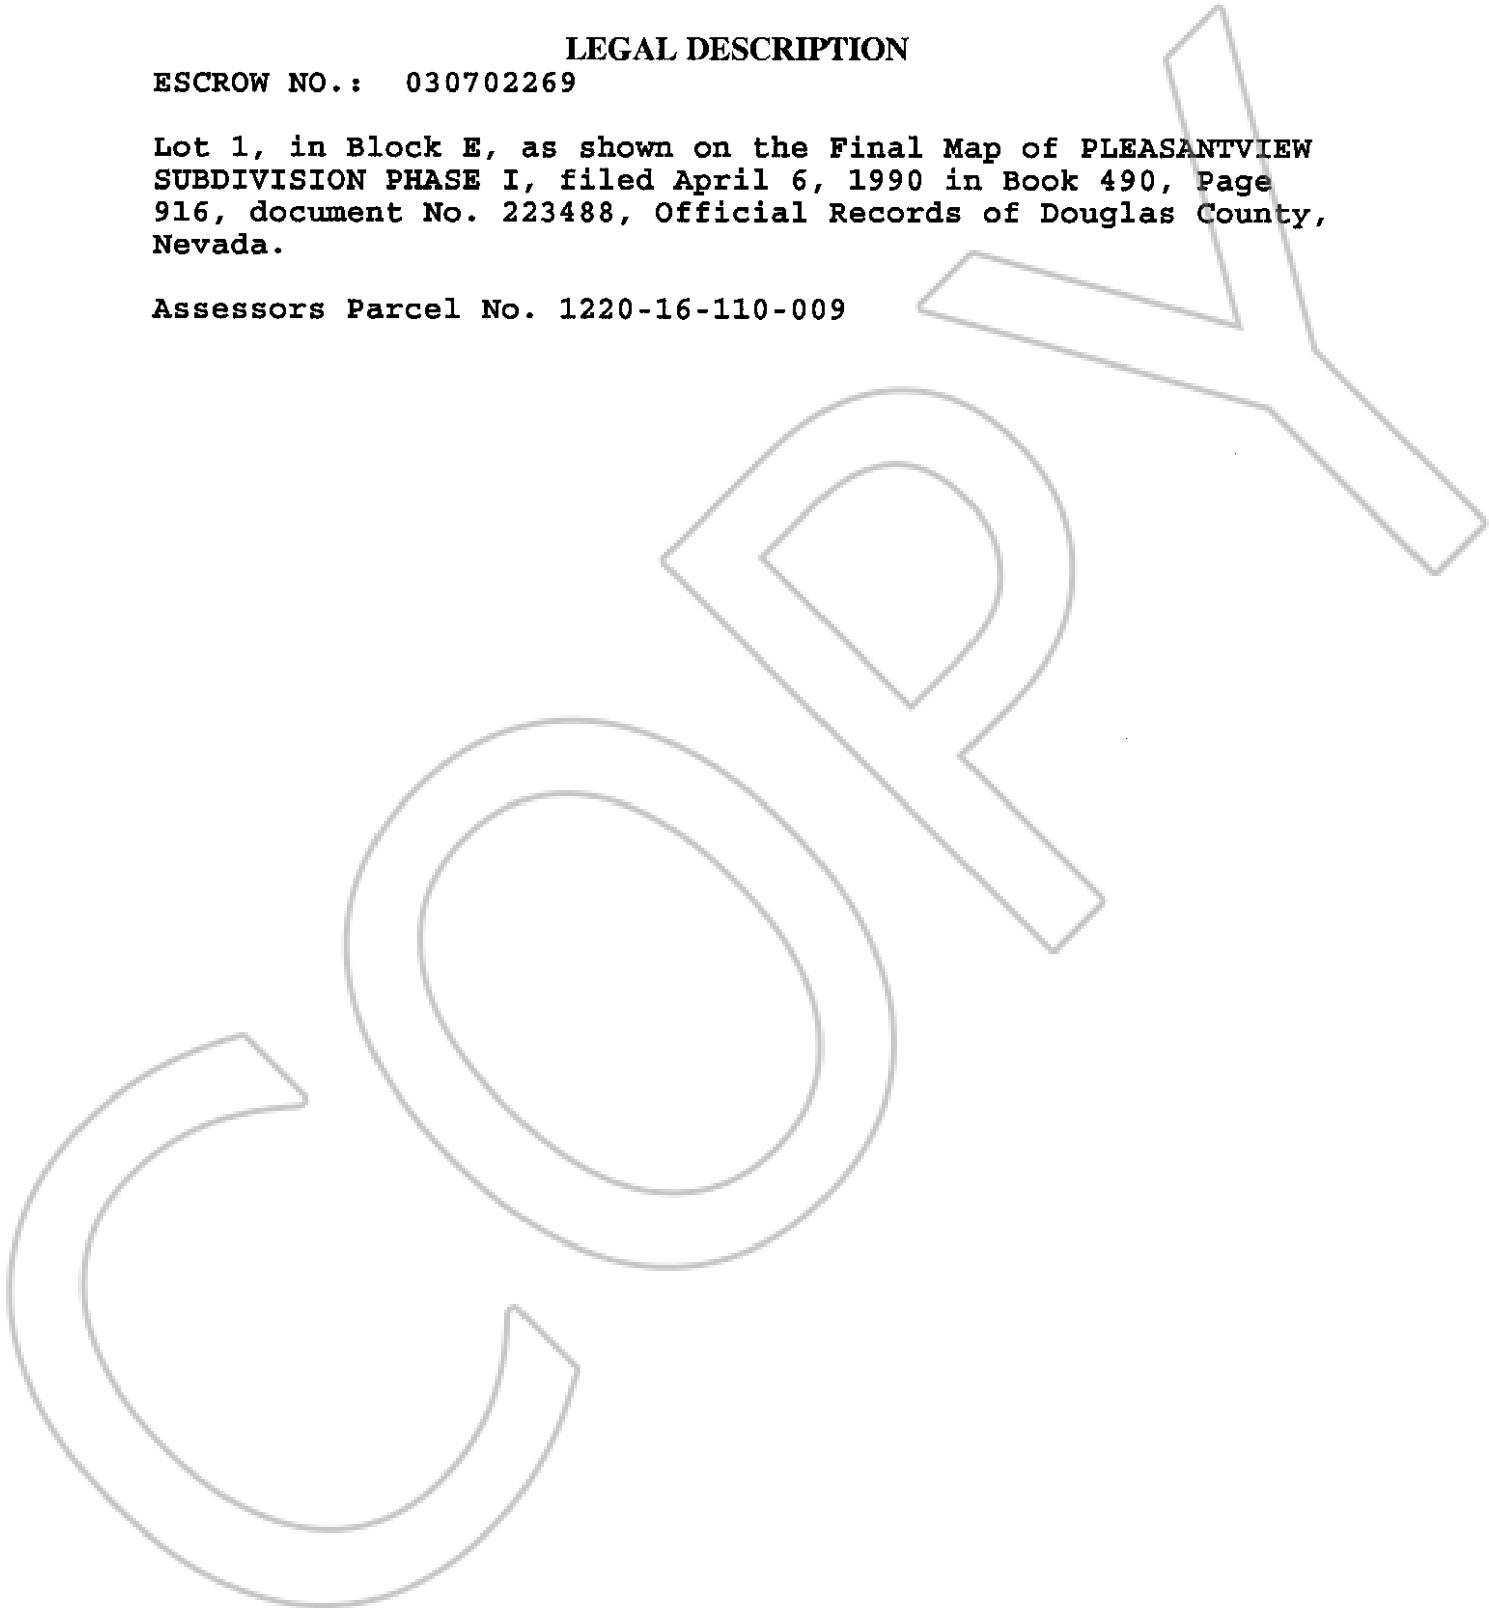 LEGAL DESCRIPTION
ESCROW NO.: 030702269
Lot 1, in Block E, as shown on the Final Map of PLEASANTVIEW
SUBDIVISION PHASE I, filed April 6, 1990 in Book 490, Page
916, document No. 223488, Official Records of Douglas County,
Nevada.
Assessors Parcel No. 1220-16-110-009
COPY